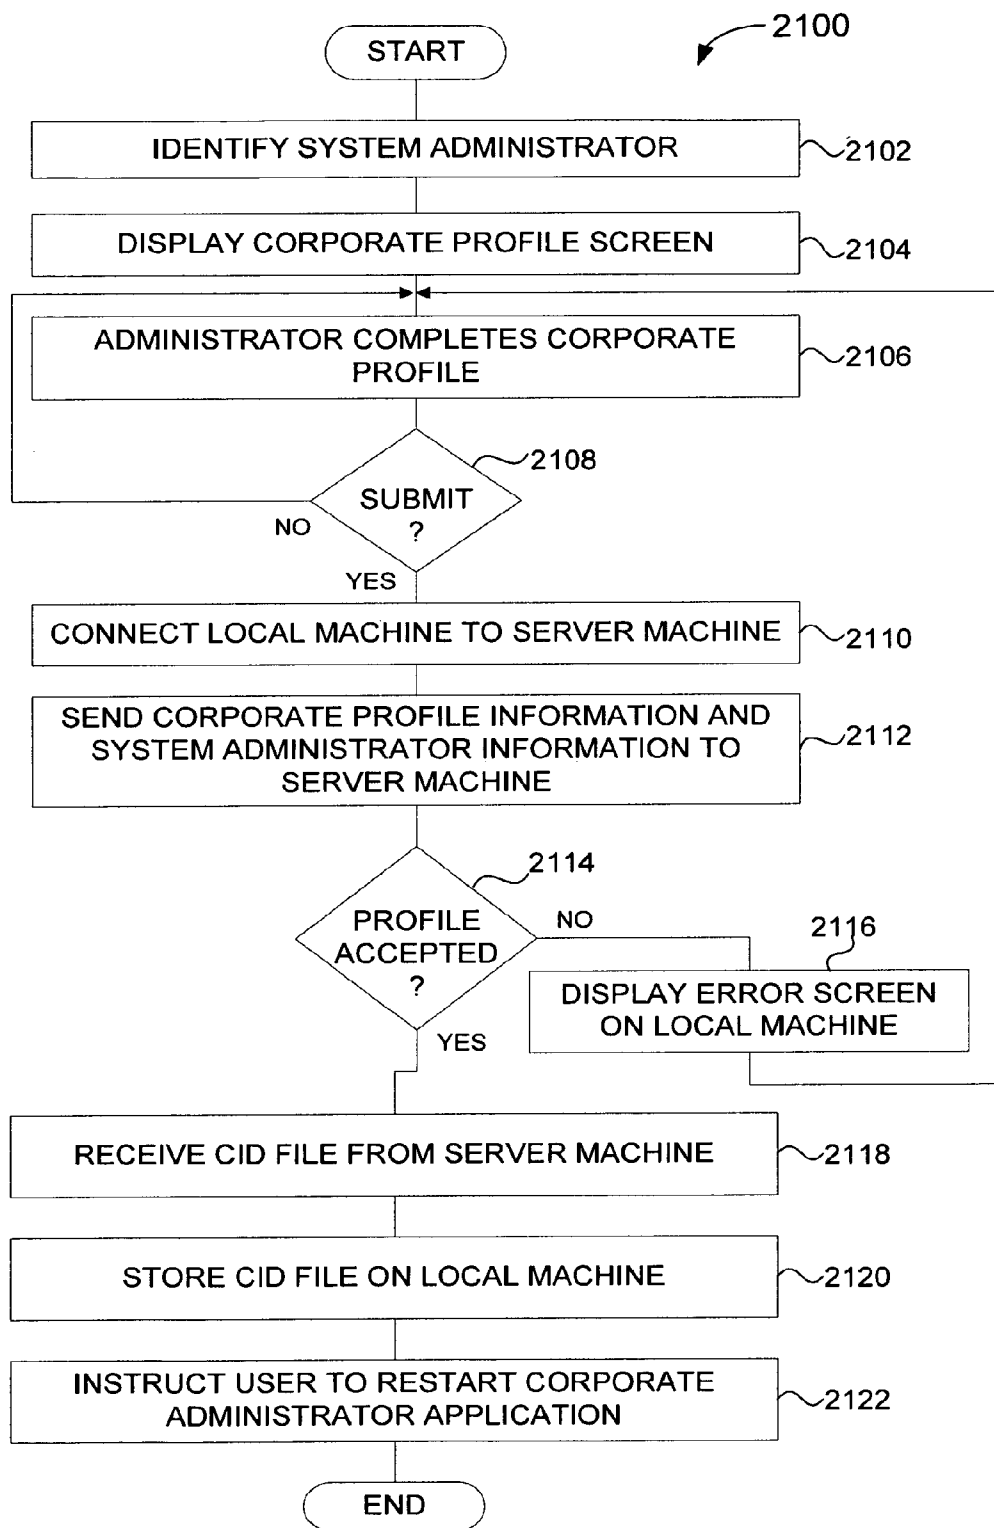 2100
START
IDENTIFY SYSTEM ADMINISTRATOR
2102
DISPLAY CORPORATE PROFILE SCREEN
2104
ADMINISTRATOR COMPLETES CORPORATE
PROFILE
2106
2108
SUBMIT
?
NO
YES
CONNECT LOCAL MACHINE TO SERVER MACHINE
2110
SEND CORPORATE PROFILE INFORMATION AND
SYSTEM ADMINISTRATOR INFORMATION TO
SERVER MACHINE
2112
2114
PROFILE
ACCEPTED
?
NO
2116
DISPLAY ERROR SCREEN
ON LOCAL MACHINE
YES
RECEIVE CID FILE FROM SERVER MACHINE
2118
STORE CID FILE ON LOCAL MACHINE
2120
INSTRUCT USER TO RESTART CORPORATE
ADMINISTRATOR APPLICATION
2122
END